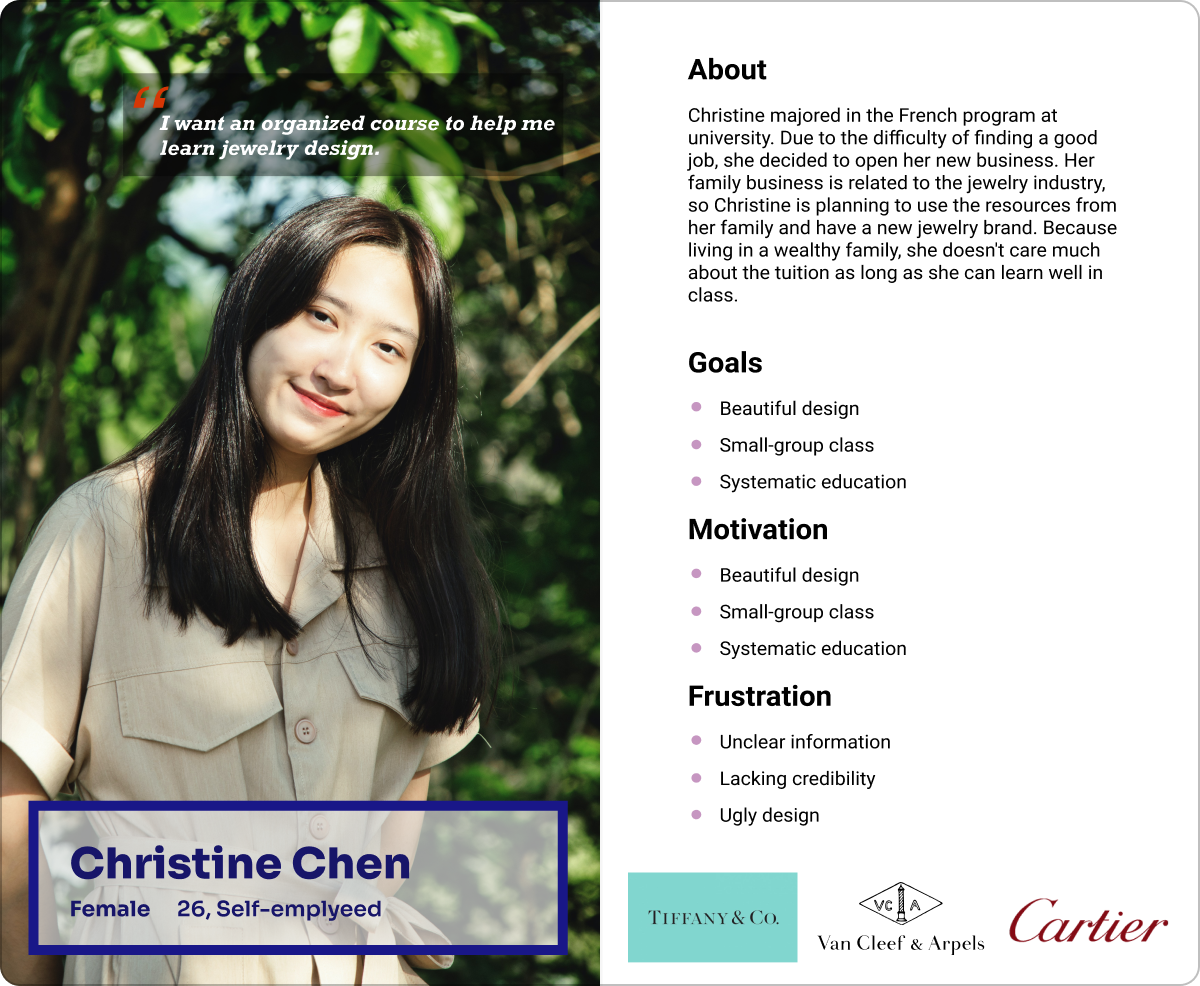 “
I want an organized course to help me
learn jewelry design.
Christine Chen
Female 26, Self-emplyeed
About
Christine majored in the French program at
university. Due to the difficulty of finding a good
job, she decided to open her new business. Her
family business is related to the jewelry industry,
so Christine is planning to use the resources from
her family and have a new jewelry brand. Because
living in a wealthy family, she doesn't care much
about the tuition as long as she can learn well in
class.
Goals
Beautiful design
Small-group class
Systematic education
Motivation
Beautiful design
Small-group class
Systematic education
Frustration
Unclear information
Lacking credibility
Ugly design
TIFFANY & CO.
VC A
Van Cleef & Arpels
Cartier